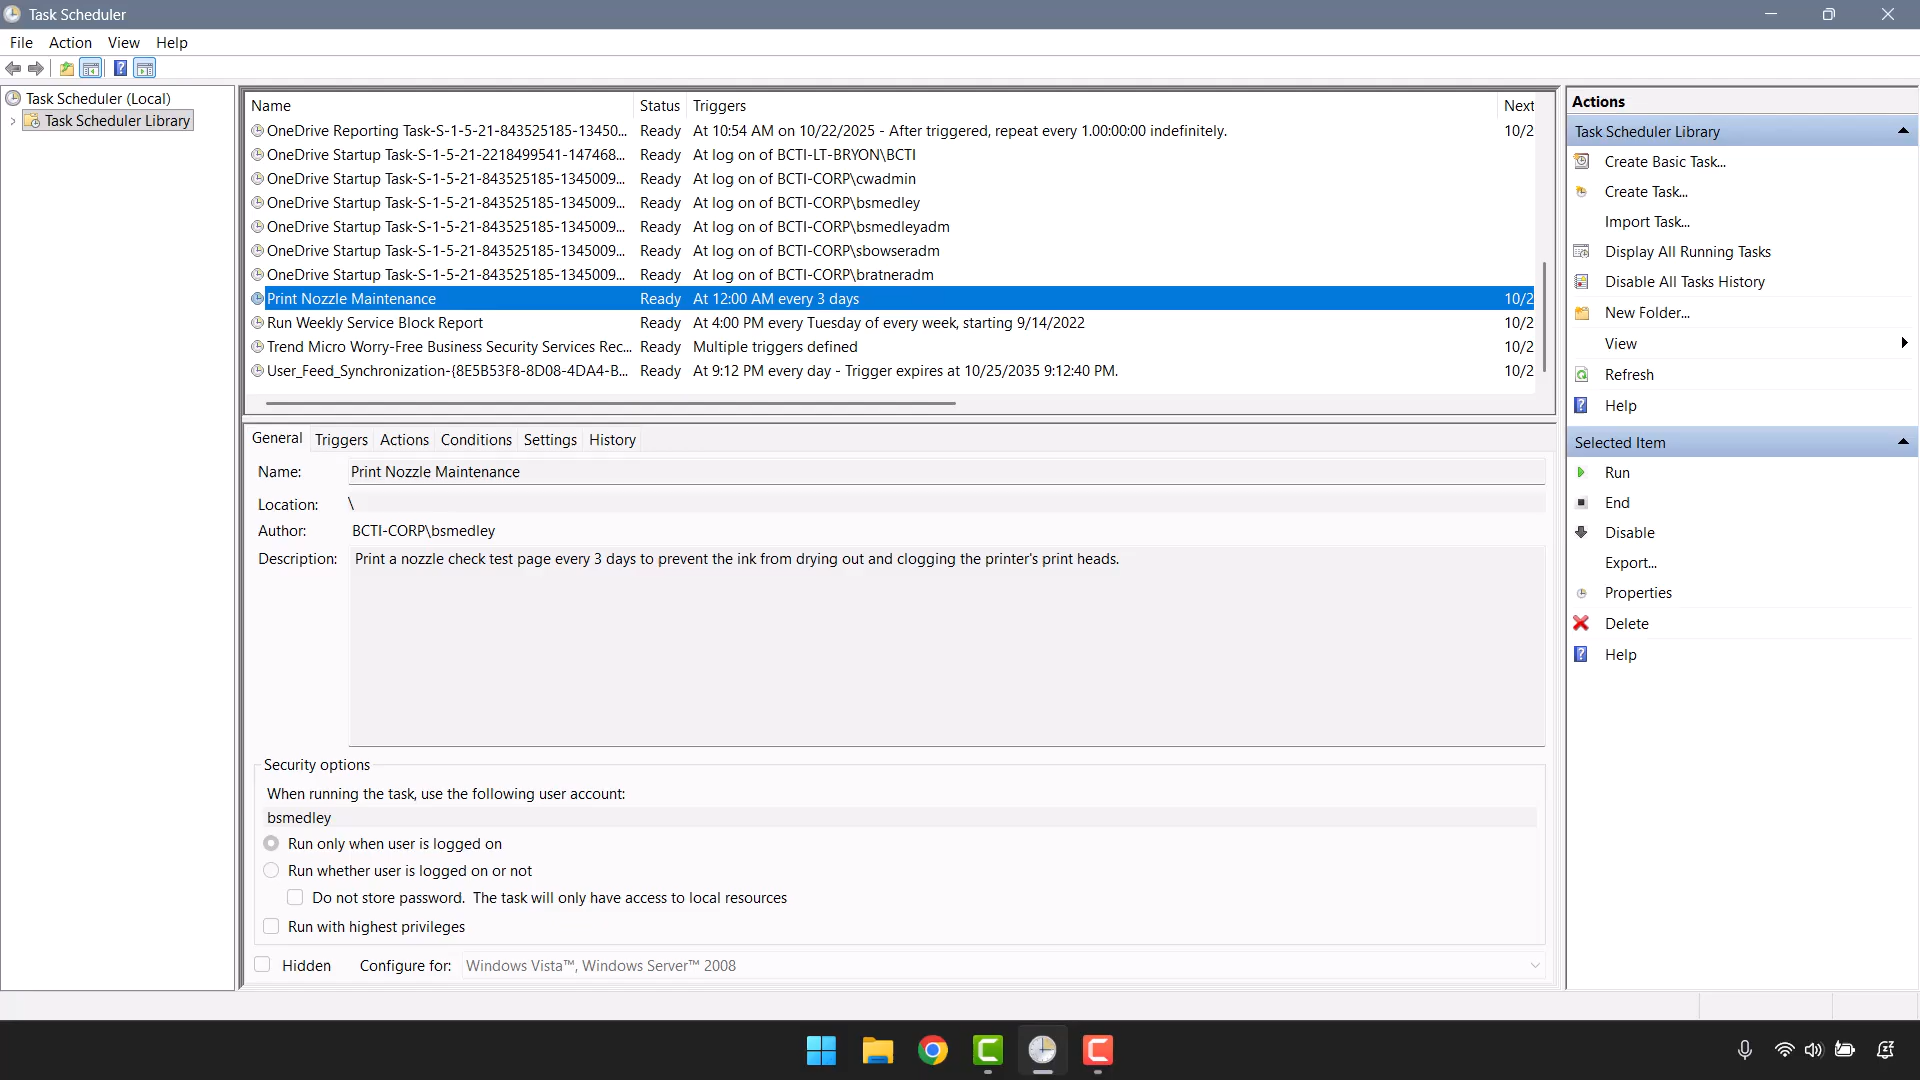 Task Scheduler
File Action View Help
Task Scheduler (Local)
Task Scheduler Library
Name Status Triggers Next
OneDrive Reporting Task-S-1-5-21-843525185-13450... Ready At 10:54 AM on 10/22/2025 - After triggered, repeat every 1.00:00:00 indefinitely. 10/2
OneDrive Startup Task-S-1-5-21-2218499541-147468... Ready At log on of BCTI-LT-BRYON\BCTI
OneDrive Startup Task-S-1-5-21-843525185-1345009... Ready At log on of BCTI-CORP\cwadmin
OneDrive Startup Task-S-1-5-21-843525185-1345009... Ready At log on of BCTI-CORP\bsmedley
OneDrive Startup Task-S-1-5-21-843525185-1345009... Ready At log on of BCTI-CORP\bsmedleyadm
OneDrive Startup Task-S-1-5-21-843525185-1345009... Ready At log on of BCTI-CORP\sbowseradm
OneDrive Startup Task-S-1-5-21-843525185-1345009... Ready At log on of BCTI-CORP\bratneradm
Print Nozzle Maintenance Ready At 12:00 AM every 3 days 10/2
Run Weekly Service Block Report Ready At 4:00 PM every Tuesday of every week, starting 9/14/2022 10/2
Trend Micro Worry-Free Business Security Services Rec... Ready Multiple triggers defined 10/2
User_Feed_Synchronization-{8E5B53F8-8D08-4DA4-B... Ready At 9:12 PM every day - Trigger expires at 10/25/2035 9:12:40 PM. 10/2
General Triggers Actions Conditions Settings History
Name: Print Nozzle Maintenance
Location: \
Author: BCTI-CORP\bsmedley
Description: Print a nozzle check test page every 3 days to prevent the ink from drying out and clogging the printer's print heads.
Security options
When running the task, use the following user account:
bsmedley
Run only when user is logged on
Run whether user is logged on or not
Do not store password. The task will only have access to local resources
Run with highest privileges
Hidden Configure for: Windows Vista™, Windows Server™ 2008
Actions
Task Scheduler Library
Create Basic Task...
Create Task...
Import Task...
Display All Running Tasks
Disable All Tasks History
New Folder...
View
Refresh
Help
Selected Item
Run
End
Disable
Export...
Properties
Delete
Help